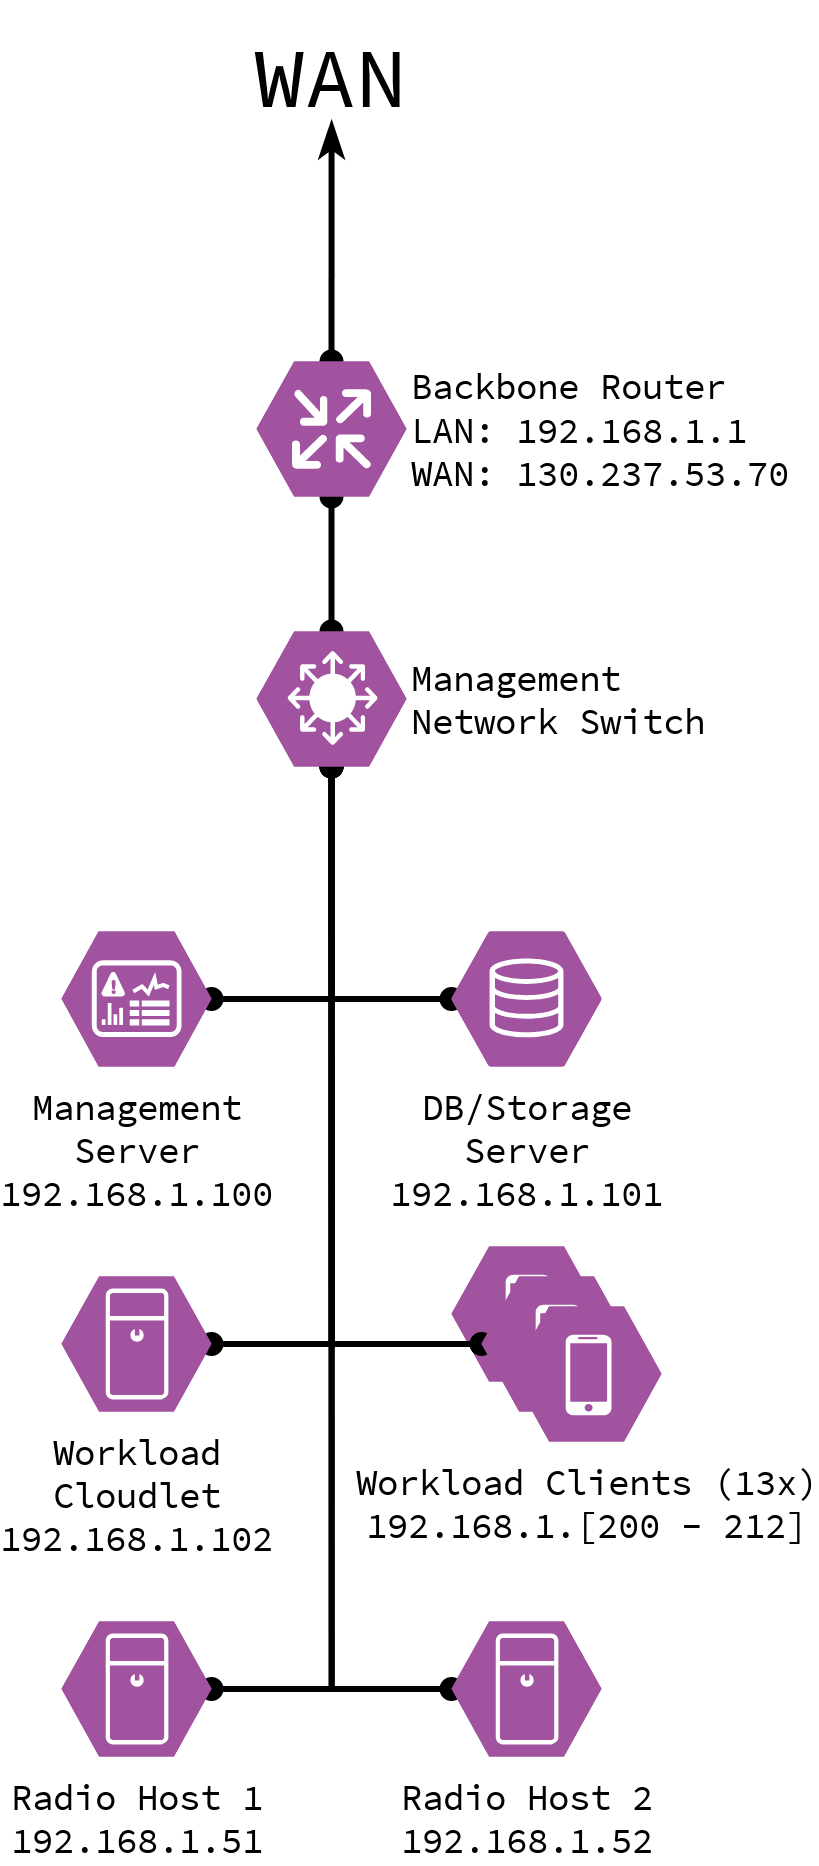 WAN
Backbone Router
LAN: 192.168.1.1
WAN: 130.237.53.70
Management
Network Switch
Management
Server
192.168.1.100
DB/Storage
Server
192.168.1.101
Workload
Cloudlet
192.168.1.102
Workload Clients (13x)
192.168.1.[200 - 212]
Radio Host 1
192.168.1.51
Radio Host 2
192.168.1.52